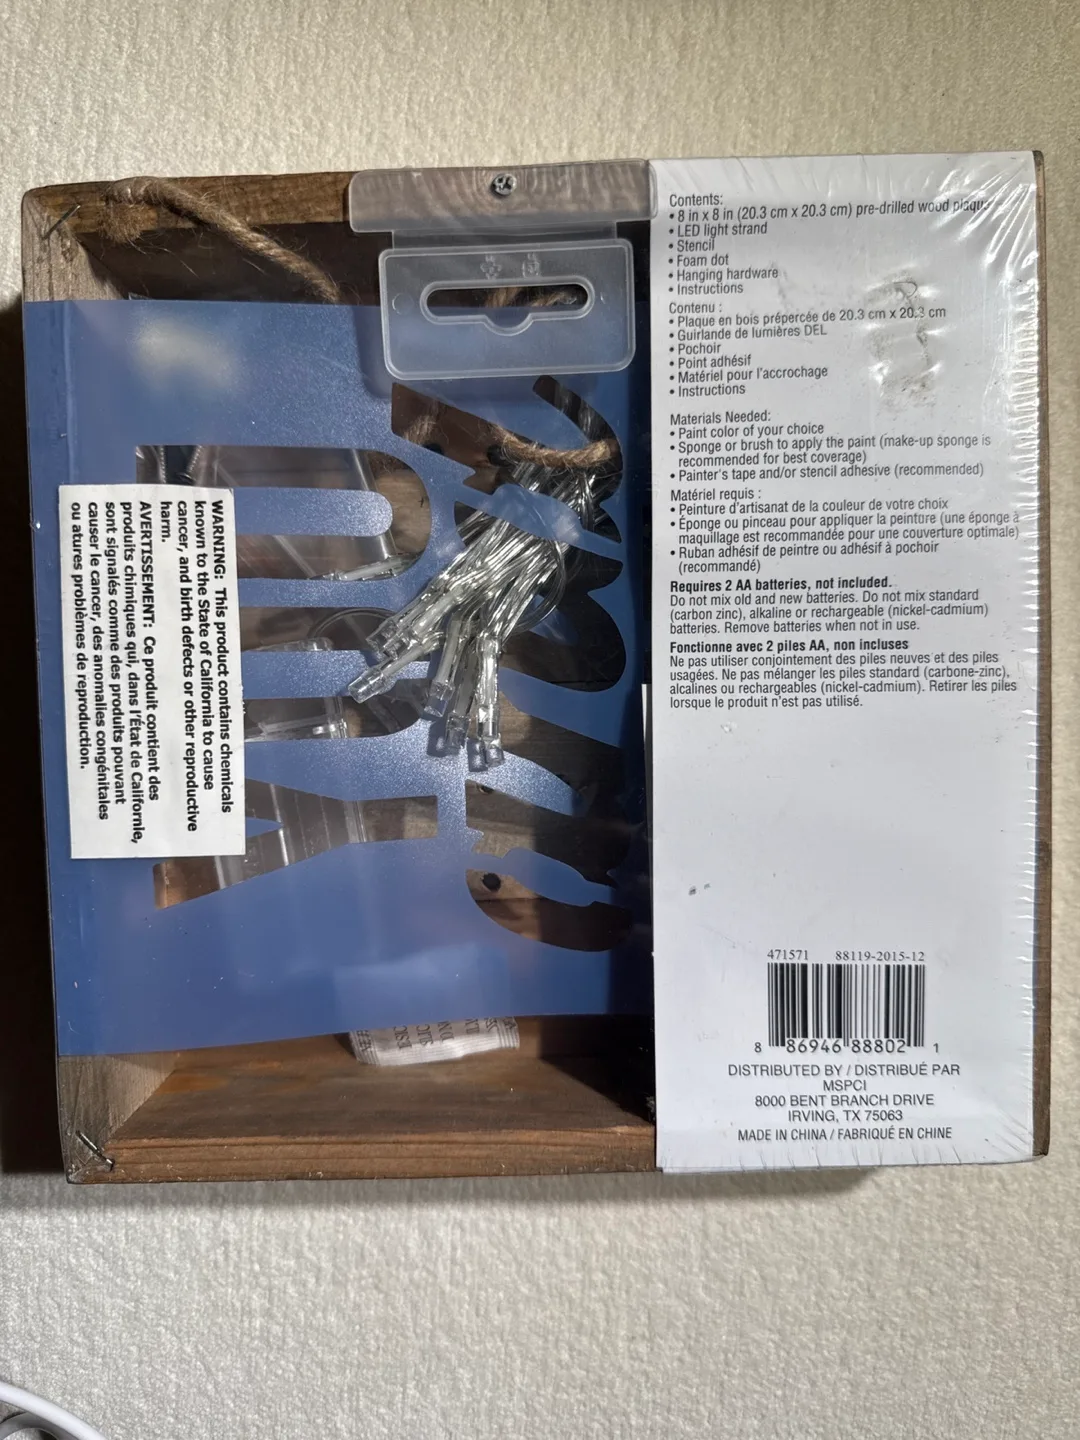 Contents:
• 8 in x 8 in (20.3 cm x 20.3 cm) pre-drilled wood plaque
• LED light strand
• Stencil
• Foam dot
• Hanging hardware
• Instructions
Contenu :
• Plaque en bois prépercée de 20.3 cm x 20.3 cm
• Guirlande de lumières DEL
• Pochoir
• Point adhésif
• Matériel pour l'accrochage
• Instructions
Materials Needed:
• Paint color of your choice
• Sponge or brush to apply the paint (make-up sponge is
recommended for best coverage)
• Painter's tape and/or stencil adhesive (recommended)
Matériel requis :
• Peinture d'artisanat de la couleur de votre choix
• Éponge ou pinceau pour appliquer la peinture (une éponge à
maquillage est recommandée pour une couverture optimale)
• Ruban adhésif de peintre ou adhésif à pochoir
(recommandé)
Requires 2 AA batteries, not included.
Do not mix old and new batteries. Do not mix standard
(carbon zinc), alkaline or rechargeable (nickel-cadmium)
batteries. Remove batteries when not in use.
Fonctionne avec 2 piles AA, non incluses
Ne pas utiliser conjointement des piles neuves et des piles
usagées. Ne pas mélanger les piles standard (carbone-zinc),
alcalines ou rechargeables (nickel-cadmium). Retirer les piles
lorsque le produit n'est pas utilisé.
471571 88119-2015-12
8 86946 88802 1
DISTRIBUTED BY / DISTRIBUÉ PAR
MSPCI
8000 BENT BRANCH DRIVE
IRVING, TX 75063
MADE IN CHINA / FABRIQUÉ EN CHINE
WARNING: This product contains chemicals
known to the State of California to cause
cancer, and birth defects or other reproductive
harm.
AVERTISSEMENT: Ce produit contient des
produits chimiques qui, dans l'État de Californie,
sont signalés comme des produits pouvant
causer le cancer, des anomalies congénitales
ou atures problèmes de reproduction.